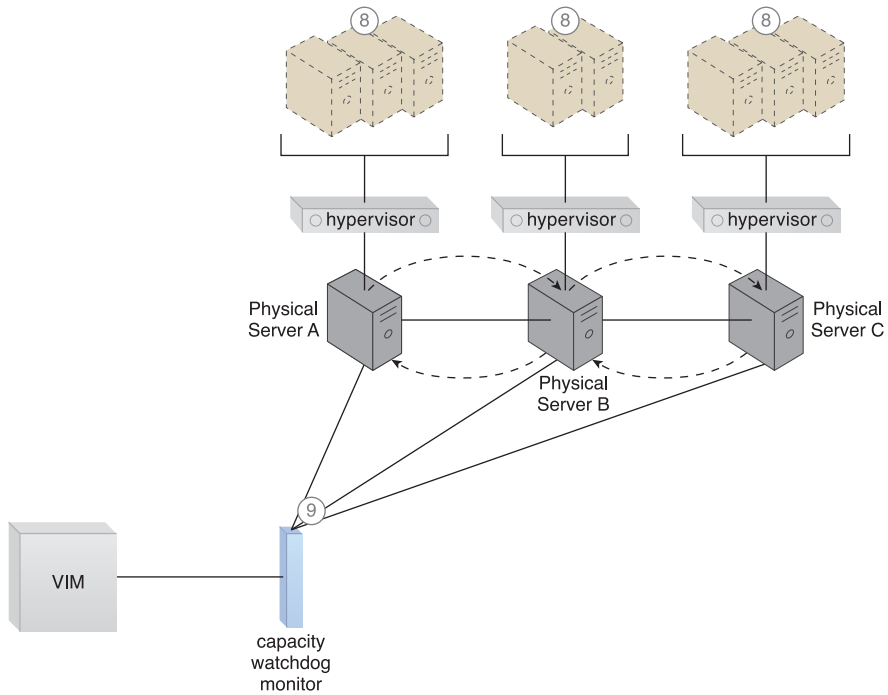 8
8
8
hypervisor
hypervisor
hypervisor
Physical
Server A
Physical
Server B
Physical
Server C
9
VIM
capacity
watchdog
monitor